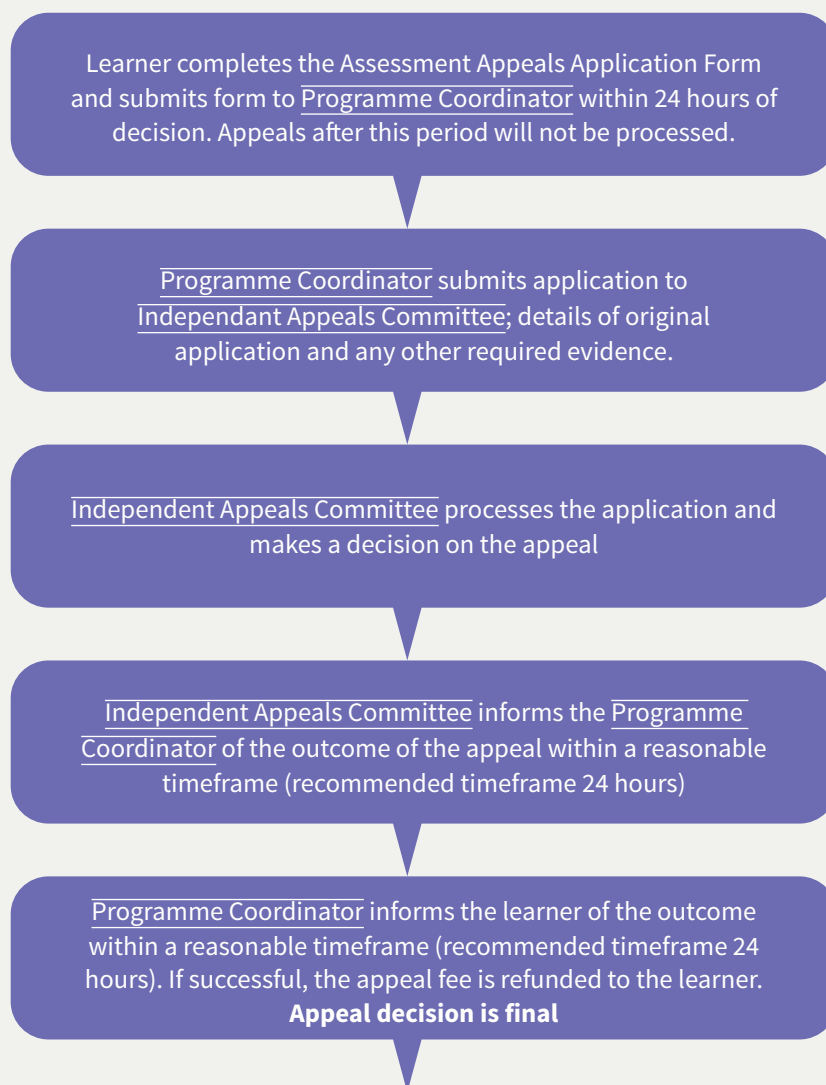 Learner completes the Assessment Appeals Application Form
and submits form to Programme Coordinator within 24 hours of
decision. Appeals after this period will not be processed.
Programme Coordinator submits application to
Independant Appeals Committee; details of original
application and any other required evidence.
Independent Appeals Committee processes the application and
makes a decision on the appeal
Independent Appeals Committee informs the Programme
Coordinator of the outcome of the appeal within a reasonable
timeframe (recommended timeframe 24 hours)
Programme Coordinator informs the learner of the outcome
within a reasonable timeframe (recommended timeframe 24
hours). If successful, the appeal fee is refunded to the learner.
Appeal decision is final